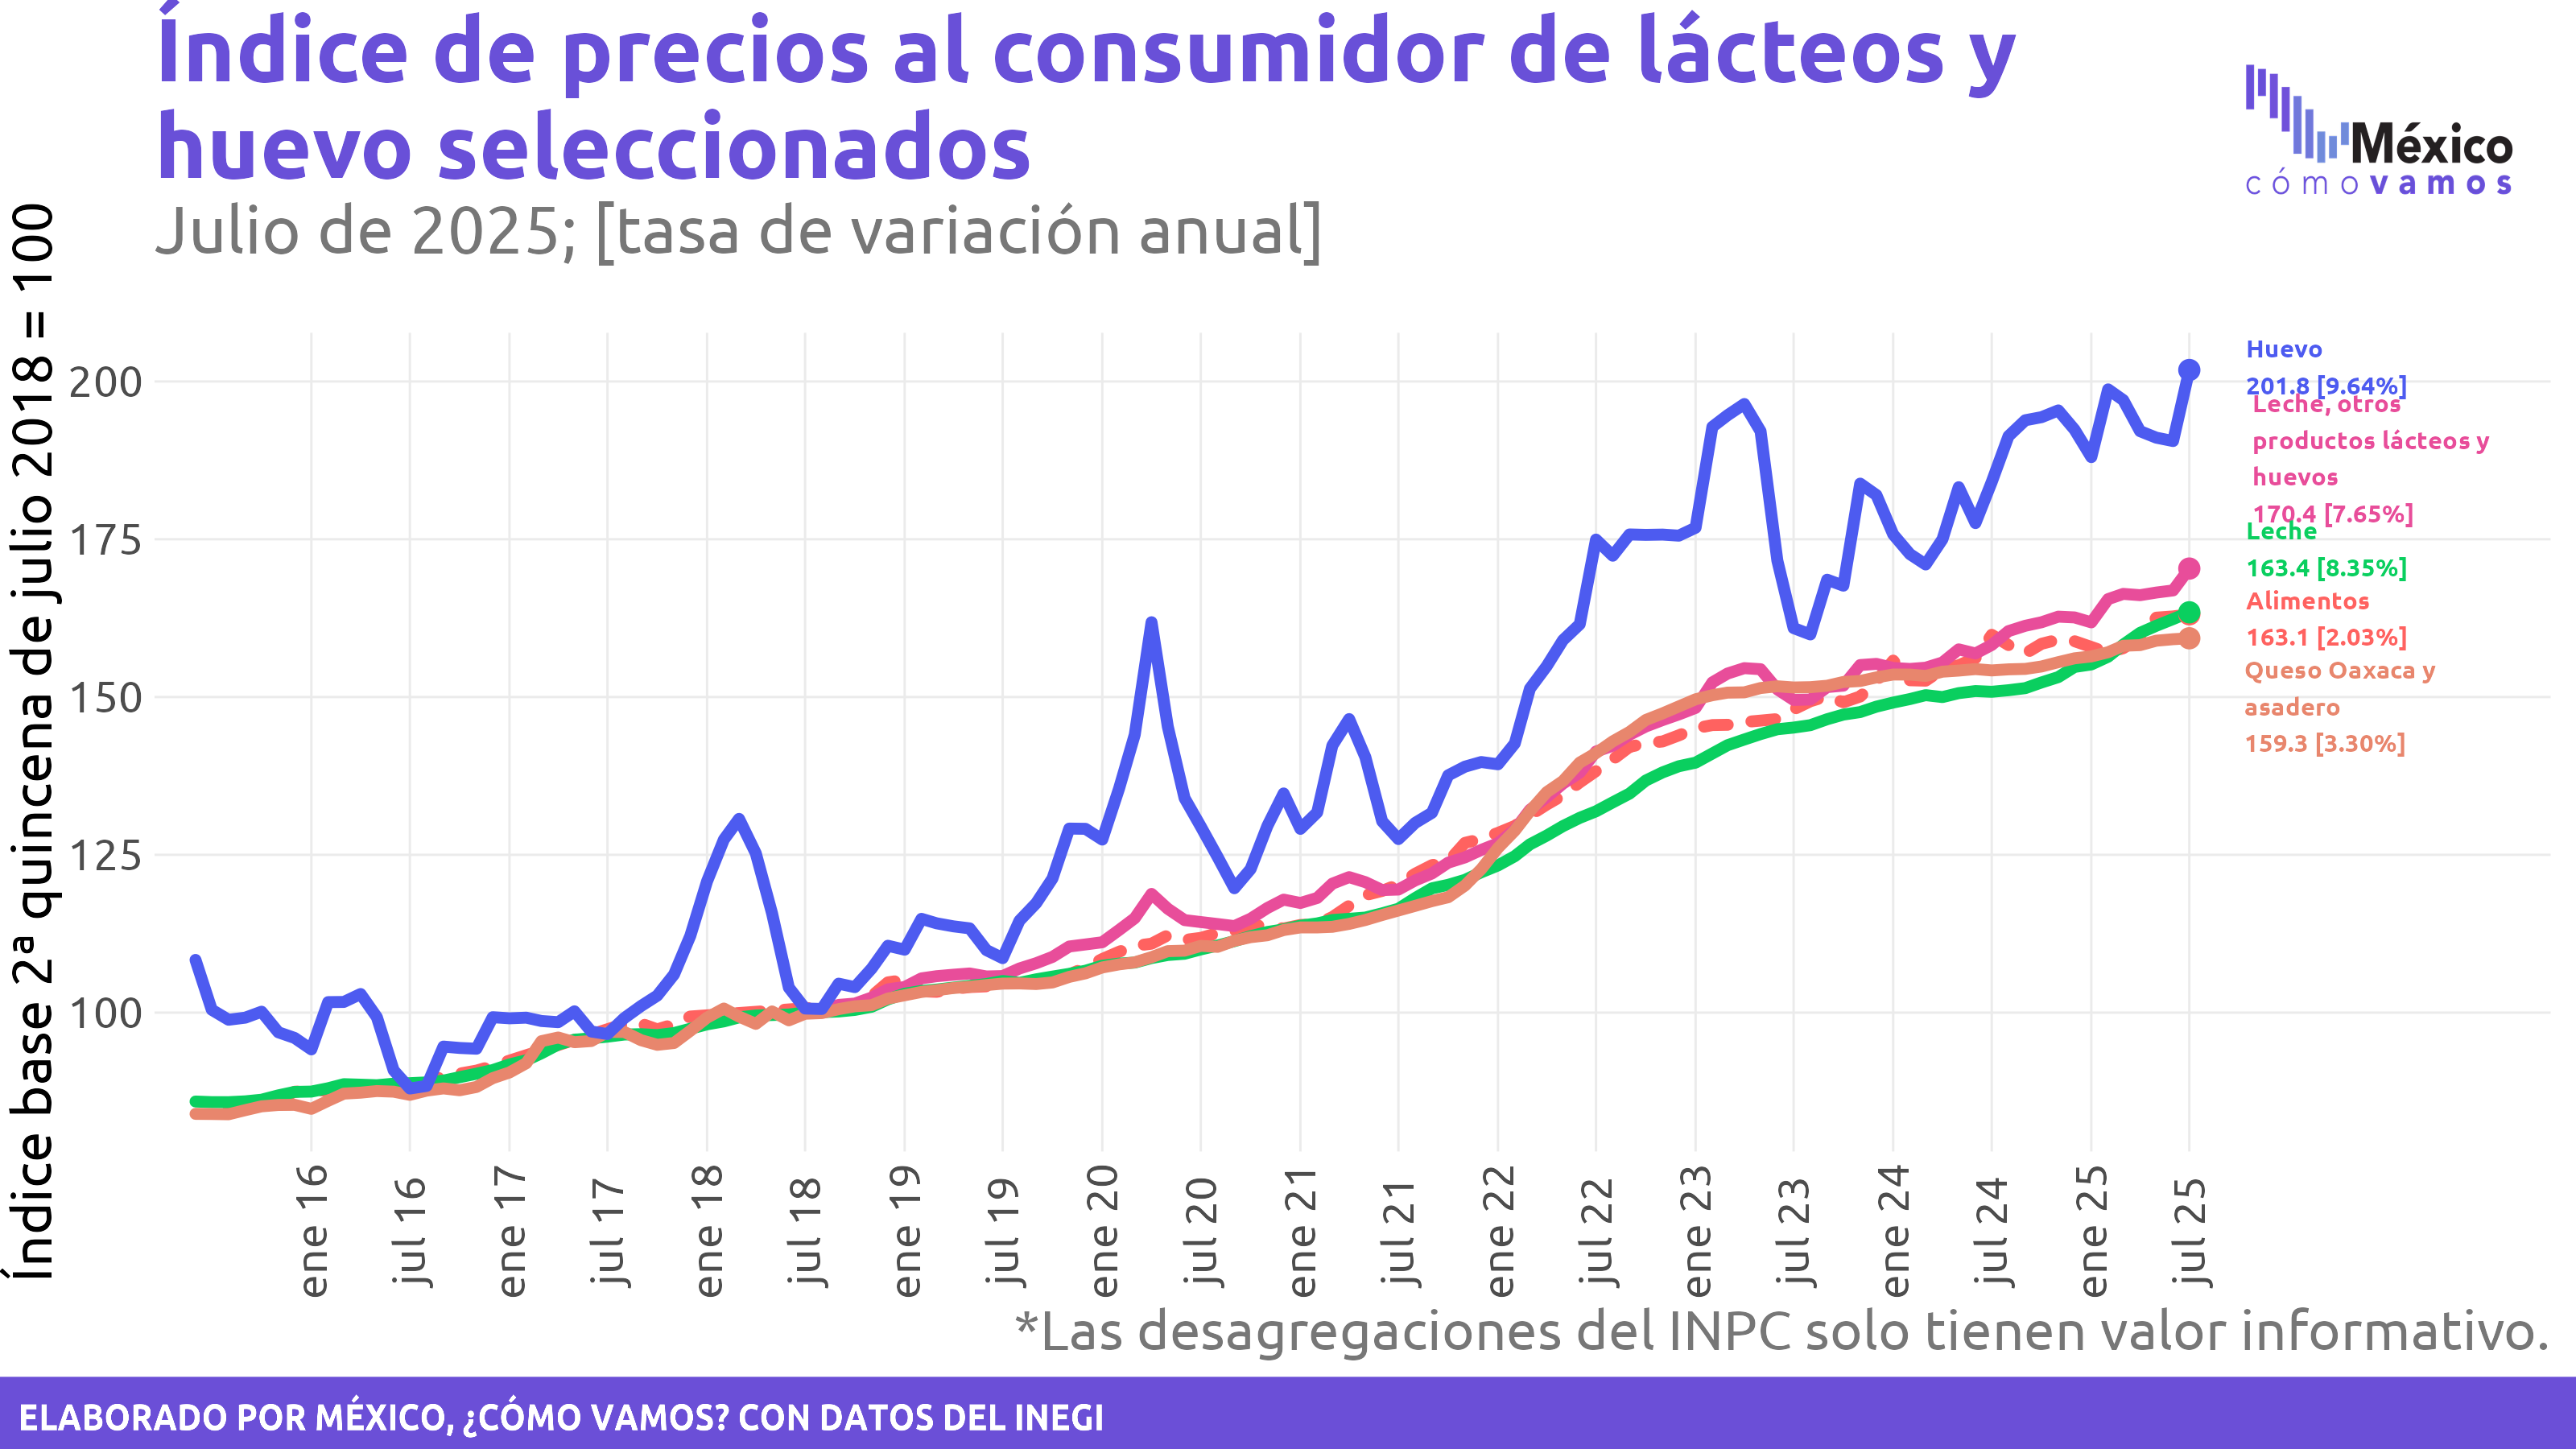 Índice de precios al consumidor de lácteos y
huevo seleccionados
Julio de 2025; [tasa de variación anual]
México
cómo vamos
Índice base 2ª quincena de julio 2018 = 100
200
175
150
125
100
Huevo
201.8 [9.64%]
Leche, otros
productos lácteos y
huevos
170.4 [7.65%]
Leche
163.4 [8.35%]
Alimentos
163.1 [2.03%]
Queso Oaxaca y
asadero
159.3 [3.30%]
ene 16
jul 16
ene 17
jul 17
ene 18
jul 18
ene 19
jul 19
ene 20
jul 20
ene 21
jul 21
ene 22
jul 22
ene 23
jul 23
ene 24
jul 24
ene 25
jul 25
*Las desagregaciones del INPC solo tienen valor informativo.
ELABORADO POR MÉXICO, ¿CÓMO VAMOS? CON DATOS DEL INEGI